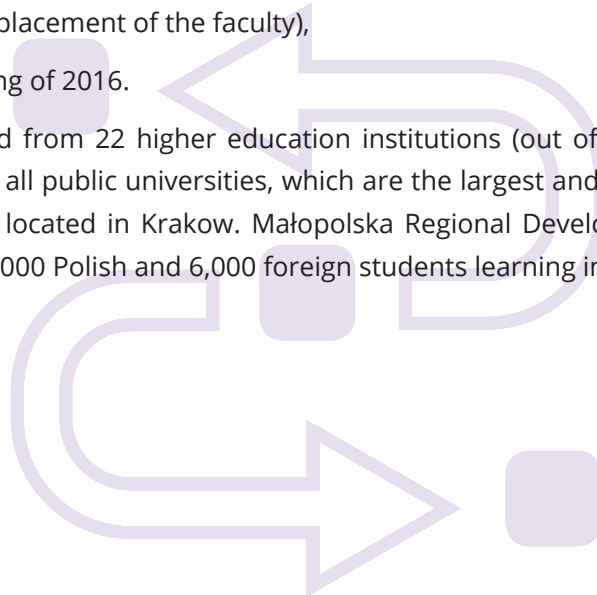 placement of the faculty),
ng of 2016.
d from 22 higher education institutions (out of
all public universities, which are the largest and
located in Krakow. Małopolska Regional Develo
000 Polish and 6,000 foreign students learning in